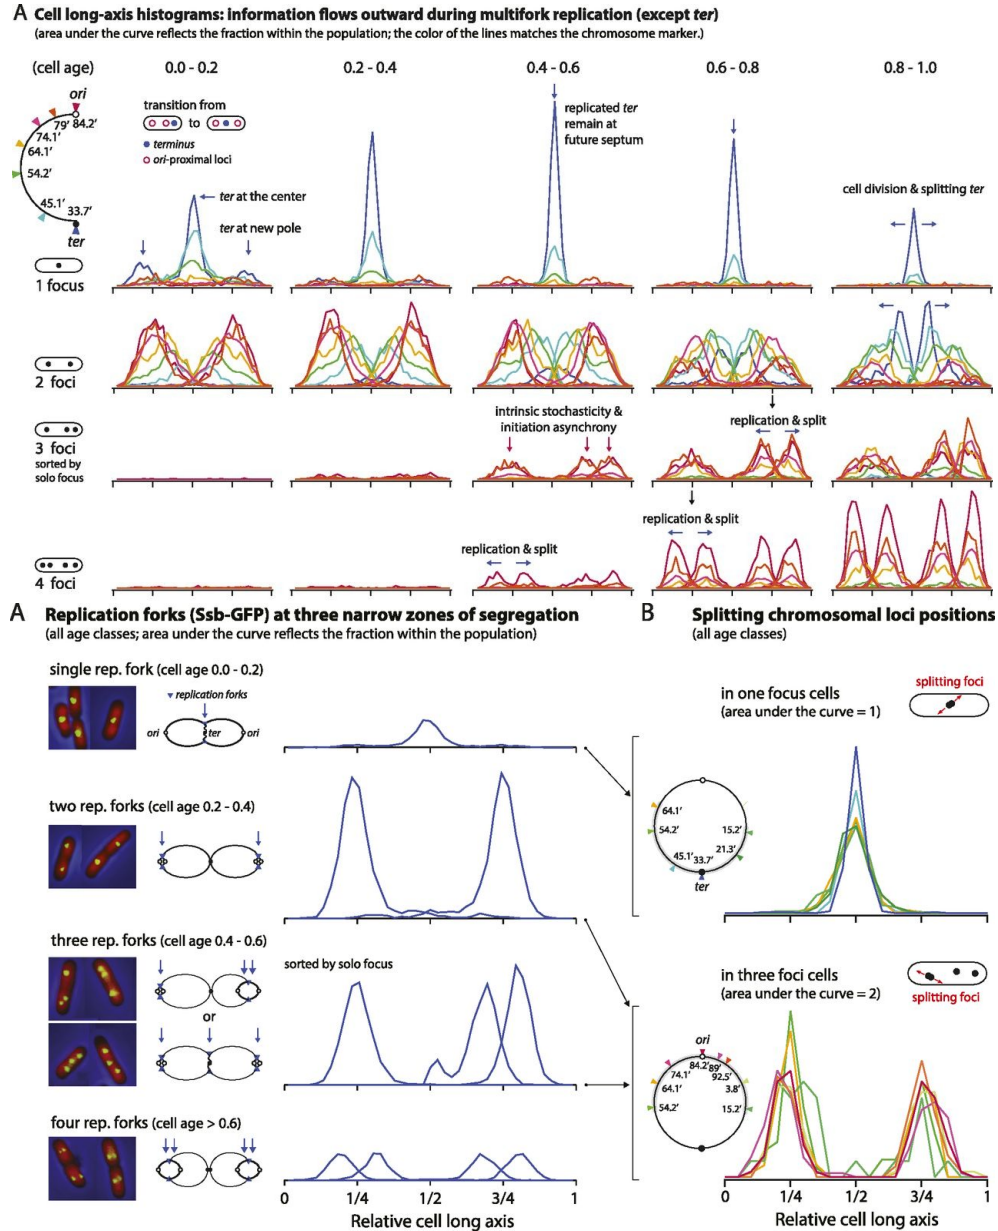 A Cell long-axis histograms: information flows outward during multifork replication (except ter)
(area under the curve reflects the fraction within the population; the color of the lines matches the chromosome marker.)
(cell age) 0.0 - 0.2 0.2 - 0.4 0.4 - 0.6 0.6 - 0.8 0.8 - 1.0
ori
79' 84.2'
74.1'
64.1'
54.2'
45.1'
33.7'
ter
transition from
to
terminus
ori-proximal loci
ter at the center
ter at new pole
replicated ter
remain at
future septum
cell division & splitting ter
1 focus
2 foci
3 foci
sorted by
solo focus
intrinsic stochasticity &
initiation asynchrony
replication & split
replication & split
4 foci
replication & split
A Replication forks (Ssb-GFP) at three narrow zones of segregation
(all age classes; area under the curve reflects the fraction within the population)
single rep. fork (cell age 0.0 - 0.2)
replication forks
ori ter ori
two rep. forks (cell age 0.2 - 0.4)
three rep. forks (cell age 0.4 - 0.6)
or
sorted by solo focus
four rep. forks (cell age > 0.6)
0 1/4 1/2 3/4 1
Relative cell long axis
B Splitting chromosomal loci positions
(all age classes)
in one focus cells
(area under the curve = 1)
splitting foci
64.1'
54.2' 15.2'
21.3'
45.1' 33.7'
ter
in three foci cells
(area under the curve = 2)
splitting foci
ori
84.2' 89'
74.1' 92.5'
64.1' 3.8'
54.2' 15.2'
0 1/4 1/2 3/4 1
Relative cell long axis